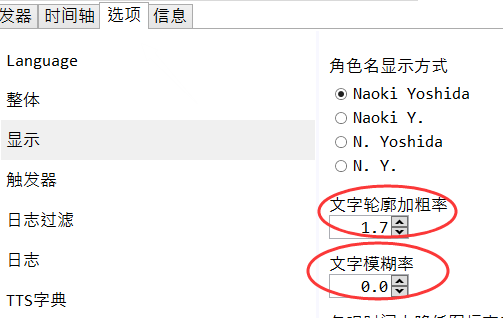 发器 时间轴 选项 信息
Language
整体
显示
触发器
日志过滤
日志
TTS字典
角色名显示方式
Naoki Yoshida
Naoki Y.
N. Yoshida
N. Y.
文字轮廓加粗率
1.7
文字模糊率
0.0